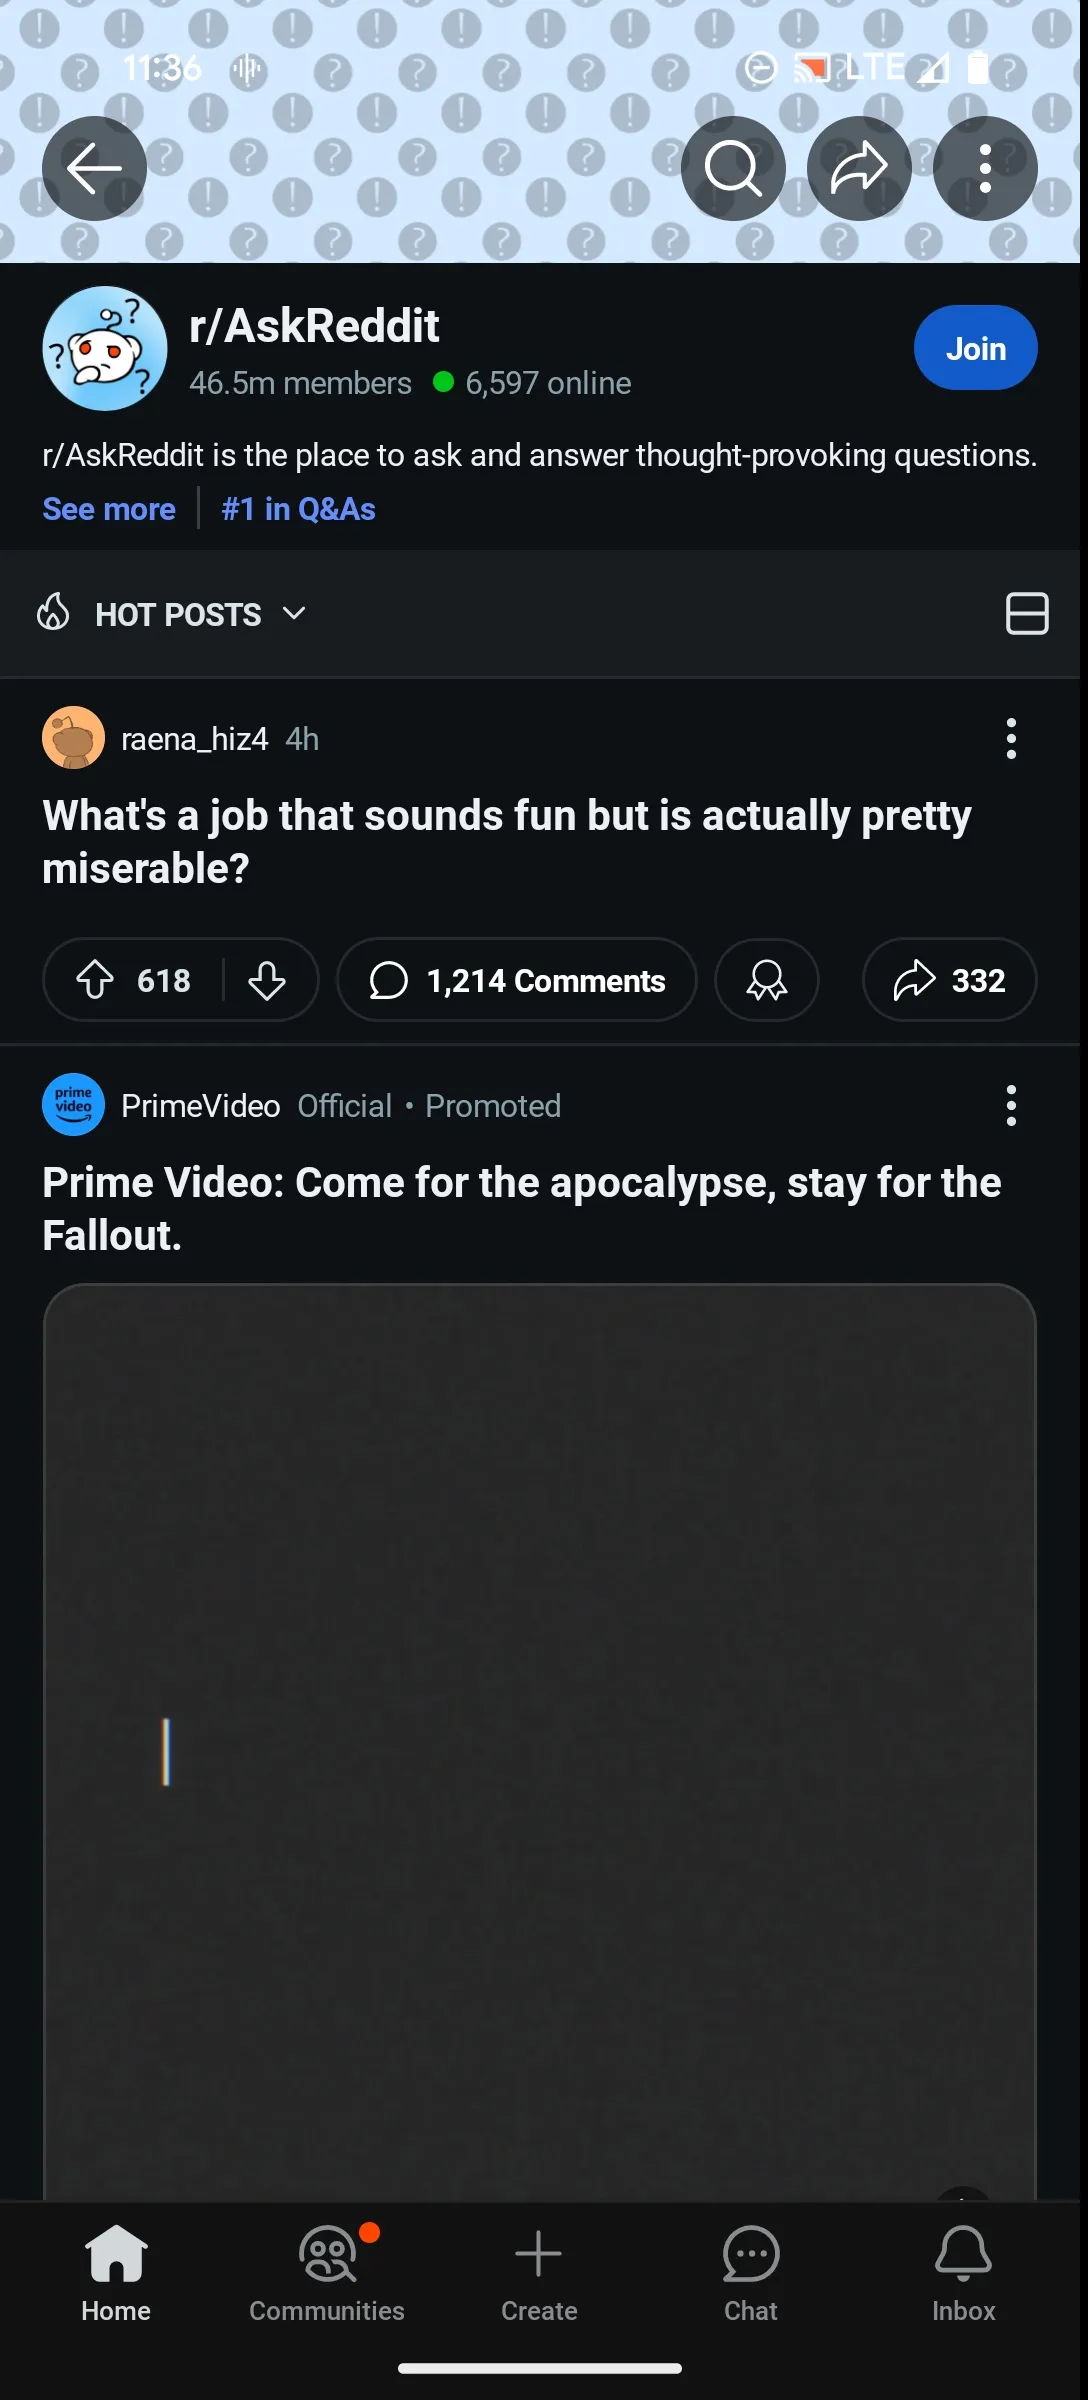 11:36 LTE
r/AskReddit
46.5m members 6,597 online
Join
r/AskReddit is the place to ask and answer thought-provoking questions.
See more #1 in Q&As
HOT POSTS
raena_hiz4 4h
What's a job that sounds fun but is actually pretty
miserable?
618 1,214 Comments 332
prime
video
PrimeVideo Official • Promoted
Prime Video: Come for the apocalypse, stay for the
Fallout.
Home Communities Create Chat Inbox